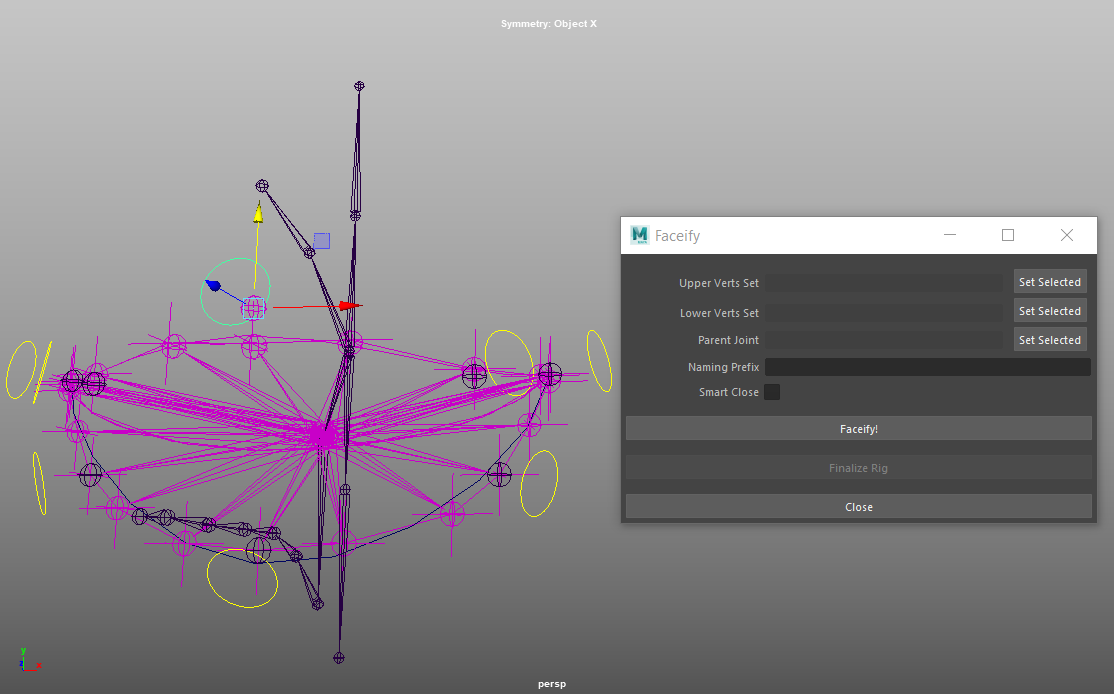 Symmetry: Object X
Faceify
Upper Verts Set
Set Selected
Lower Verts Set
Set Selected
Parent Joint
Set Selected
Naming Prefix
Smart Close
Faceify!
Finalize Rig
Close
y
z x
persp